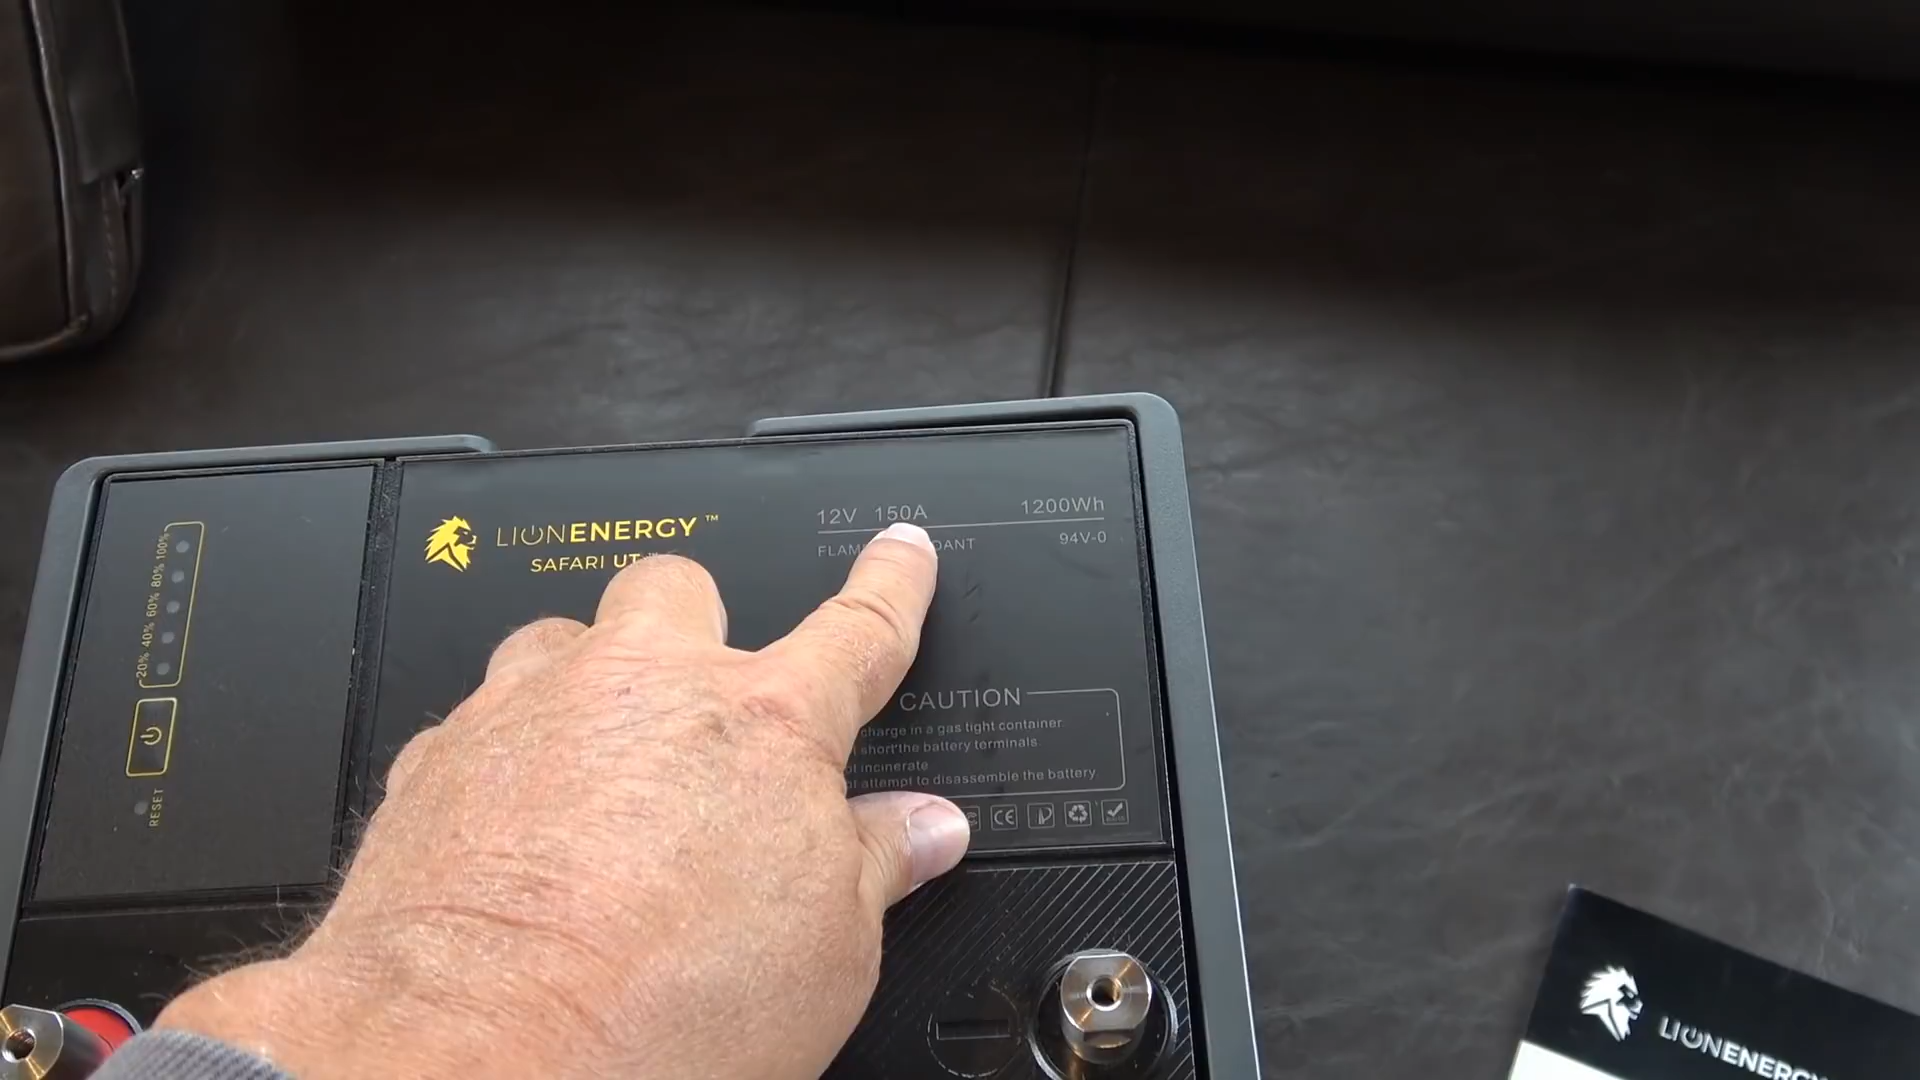 LIONENERGY™
SAFARI UT
12V 150A 1200Wh
94V-0
20% 40% 60% 80% 100%
RESET
CAUTION
charge in a gas tight container.
short the battery terminals.
incinerate
attempt to disassemble the battery
CE
LIONENERGY